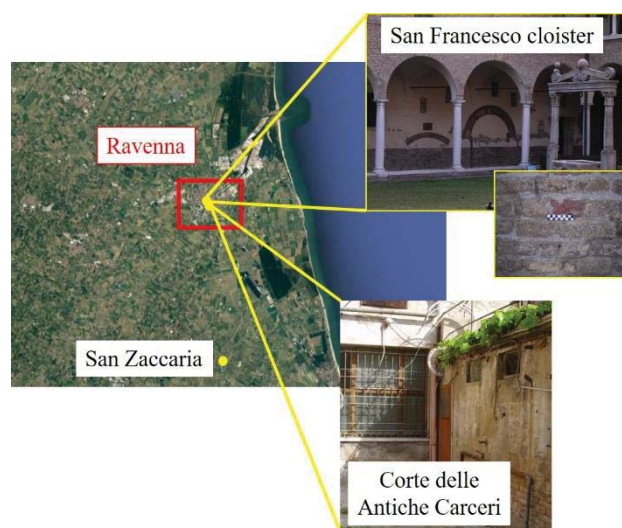 San Francesco cloister
Ravenna
San Zaccaria
Corte delle
Antiche Carceri